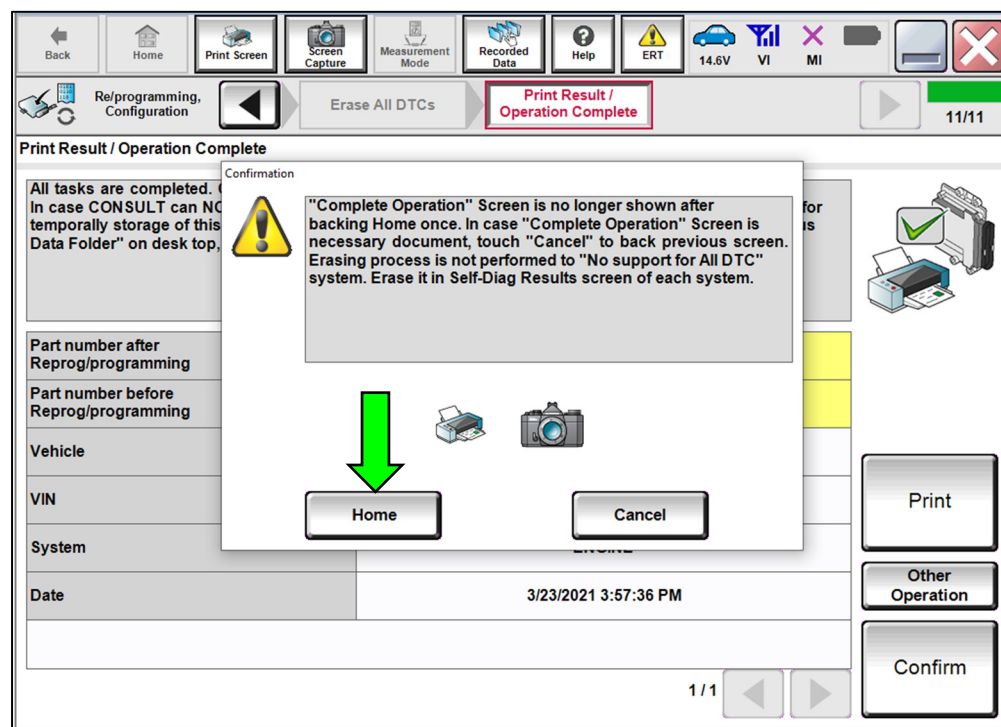 Back
Home
Print Screen
Screen
Capture
Measurement
Mode
Recorded
Data
Help
ERT
14.6V
VI
MI
Re/programming,
Configuration
Erase All DTCs
Print Result /
Operation Complete
11/11
Print Result / Operation Complete
All tasks are completed.
In case CONSULT can
for
temporally storage of this
Data Folder" on desk top,
Confirmation
"Complete Operation" Screen is no longer shown after
backing Home once. In case "Complete Operation" Screen is
necessary document, touch "Cancel" to back previous screen.
Erasing process is not performed to "No support for All DTC"
system. Erase it in Self-Diag Results screen of each system.
Home
Cancel
Part number after
Reprog/programming
Part number before
Reprog/programming
Vehicle
VIN
System
Date
3/23/2021 3:57:36 PM
1/1
Print
Other
Operation
Confirm